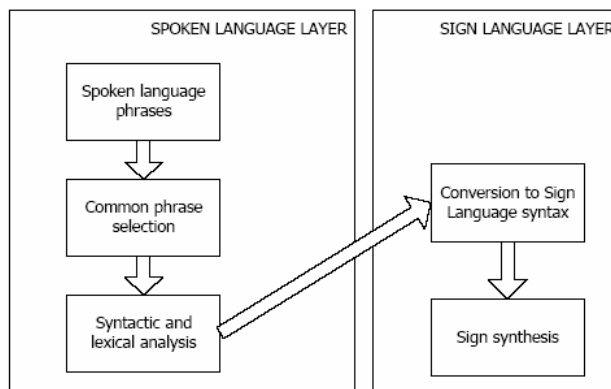 SPOKEN LANGUAGE LAYER
Spoken language
phrases
Common phrase
selection
Syntactic and
lexical analysis
SIGN LANGUAGE LAYER
Conversion to Sign
Language syntax
Sign synthesis